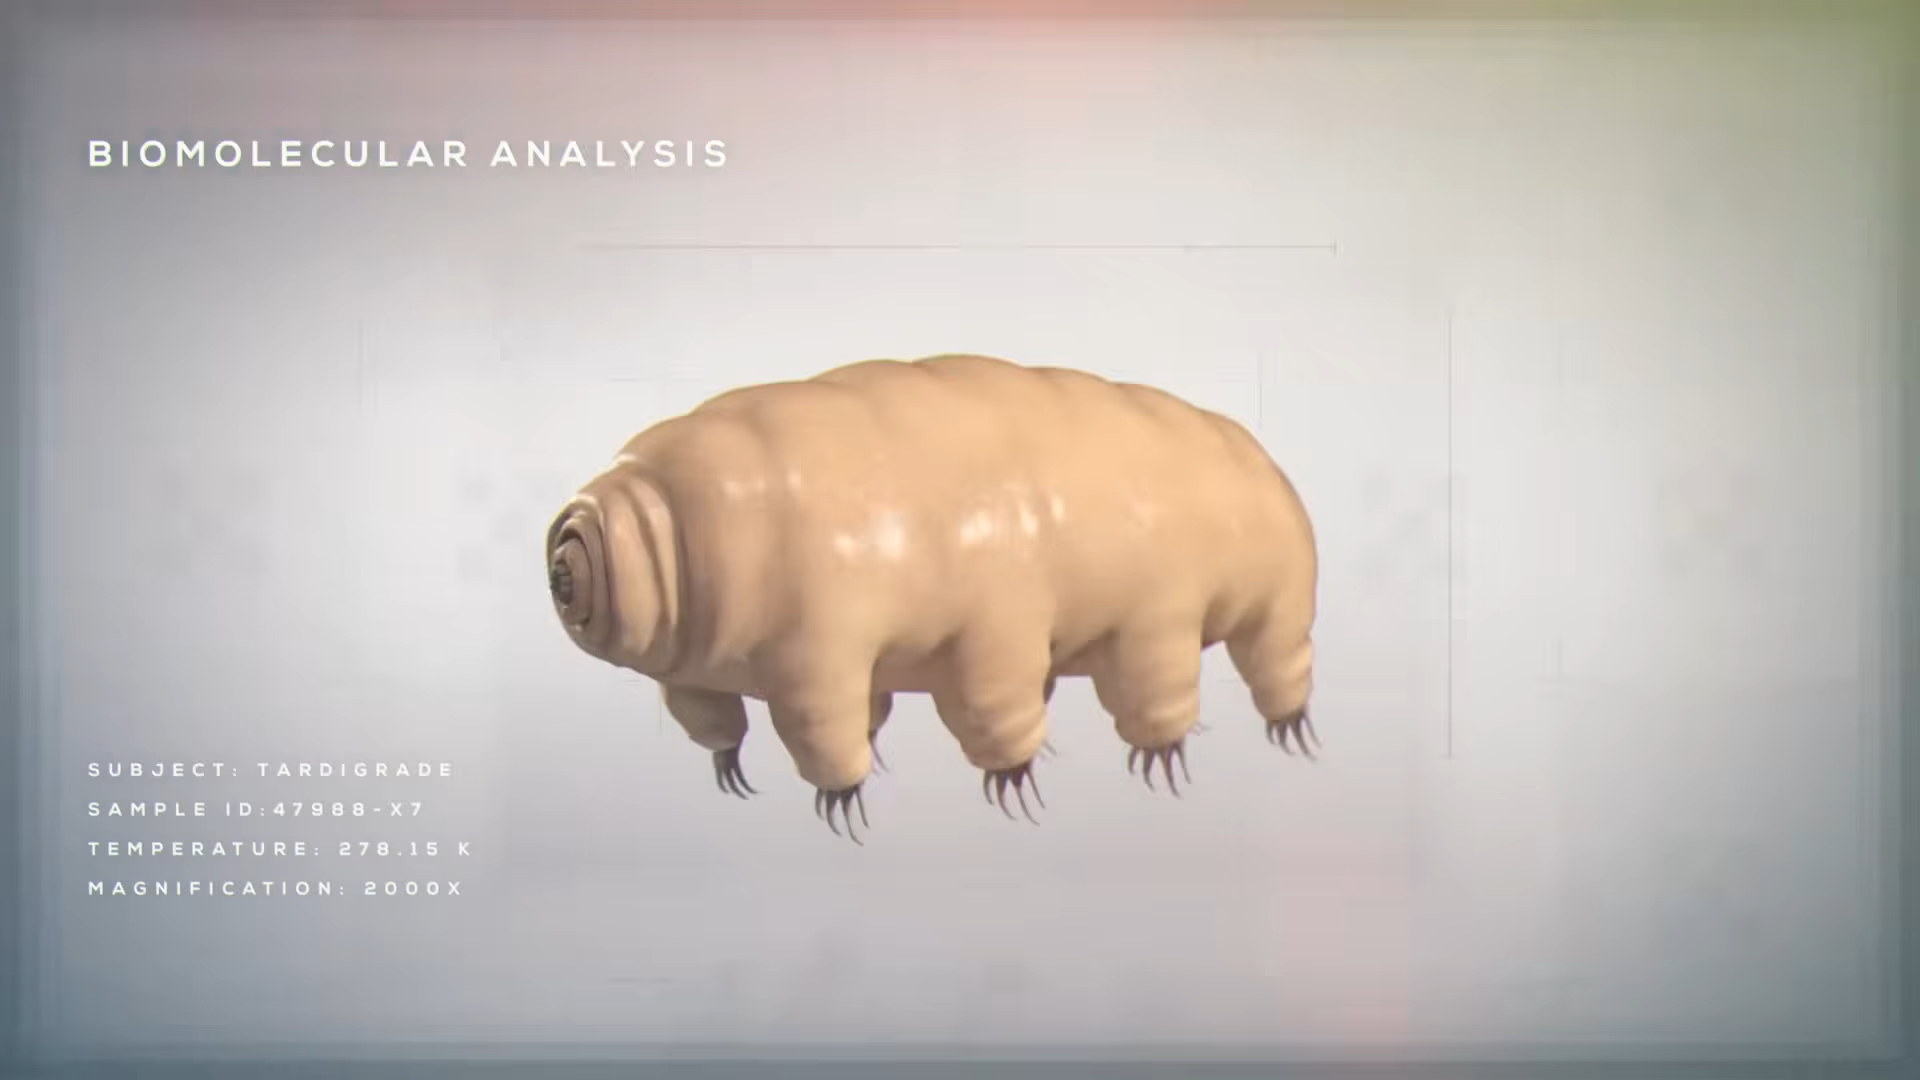 BIOMOLECULAR ANALYSIS
SUBJECT: TARDIGRADE
SAMPLE ID:47988-X7
TEMPERATURE: 278.15 K
MAGNIFICATION: 2000X